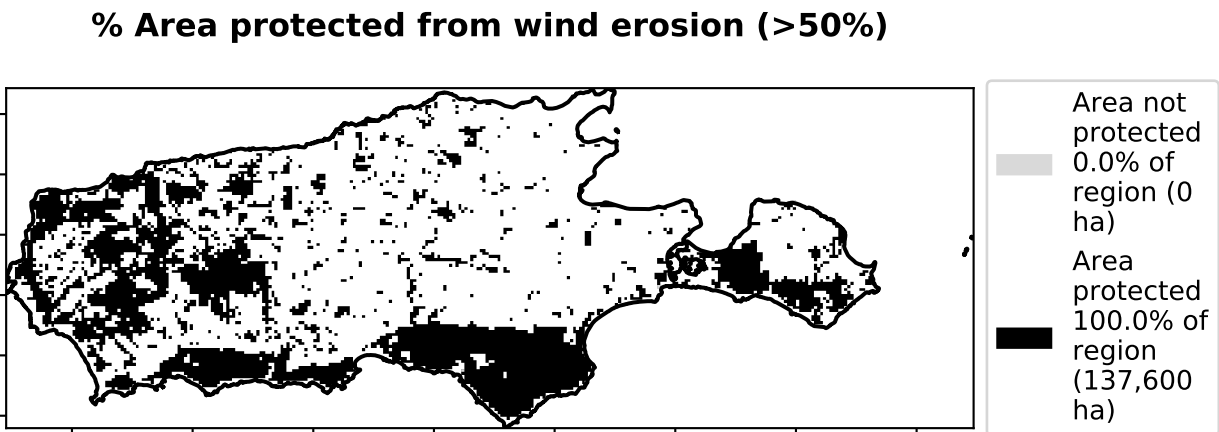 % Area protected from wind erosion (>50%)
Area not
protected
0.0% of
region (0
ha)
Area
protected
100.0% of
region
(137,600
ha)